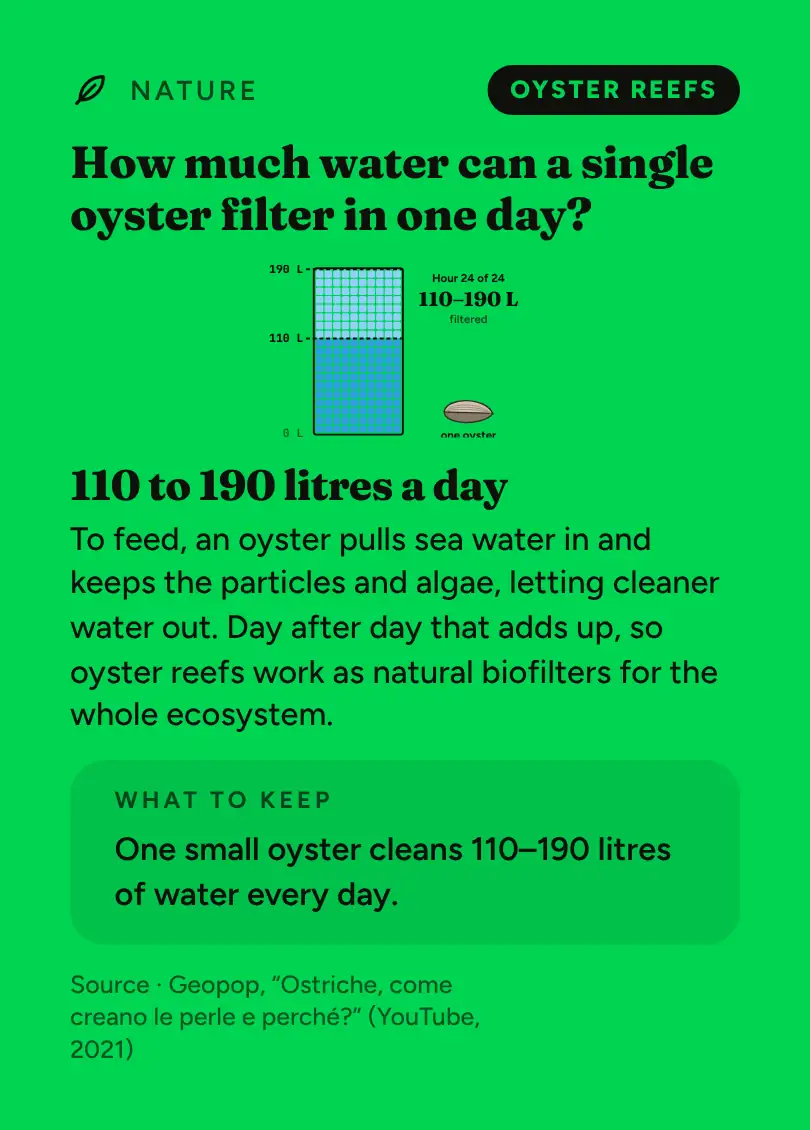 NATURE
OYSTER REEFS
How much water can a single
oyster filter in one day?
190 L
Hour 24 of 24
110–190 L
filtered
110 L
0 L
one oyster
110 to 190 litres a day
To feed, an oyster pulls sea water in and
keeps the particles and algae, letting cleaner
water out. Day after day that adds up, so
oyster reefs work as natural biofilters for the
whole ecosystem.
WHAT TO KEEP
One small oyster cleans 110–190 litres
of water every day.
Source · Geopop, “Ostriche, come
creano le perle e perché?” (YouTube,
2021)